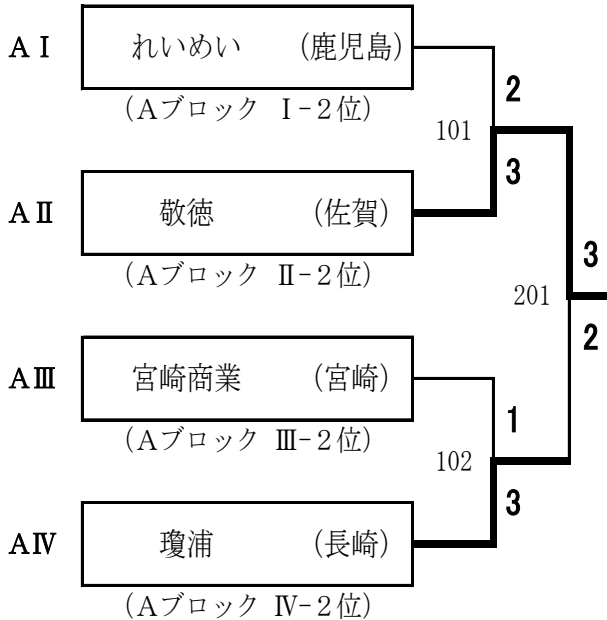 AⅠ れいめい (鹿児島)
2
(Aブロック Ⅰ-2位)
101
3
AⅡ 敬徳 (佐賀)
(Aブロック Ⅱ-2位)
3
201
2
AⅢ 宮崎商業 (宮崎)
1
(Aブロック Ⅲ-2位)
102
3
AⅣ 瓊浦 (長崎)
(Aブロック Ⅳ-2位)